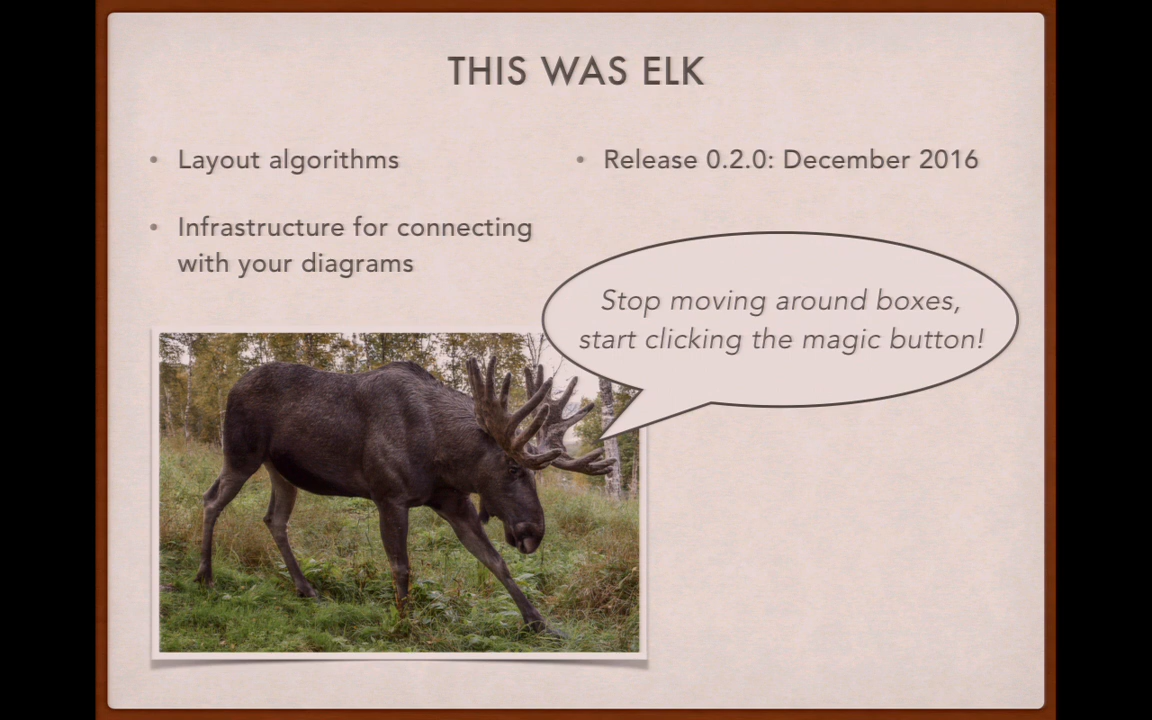 THIS WAS ELK
• Layout algorithms
• Infrastructure for connecting
with your diagrams
• Release 0.2.0: December 2016
Stop moving around boxes,
start clicking the magic button!